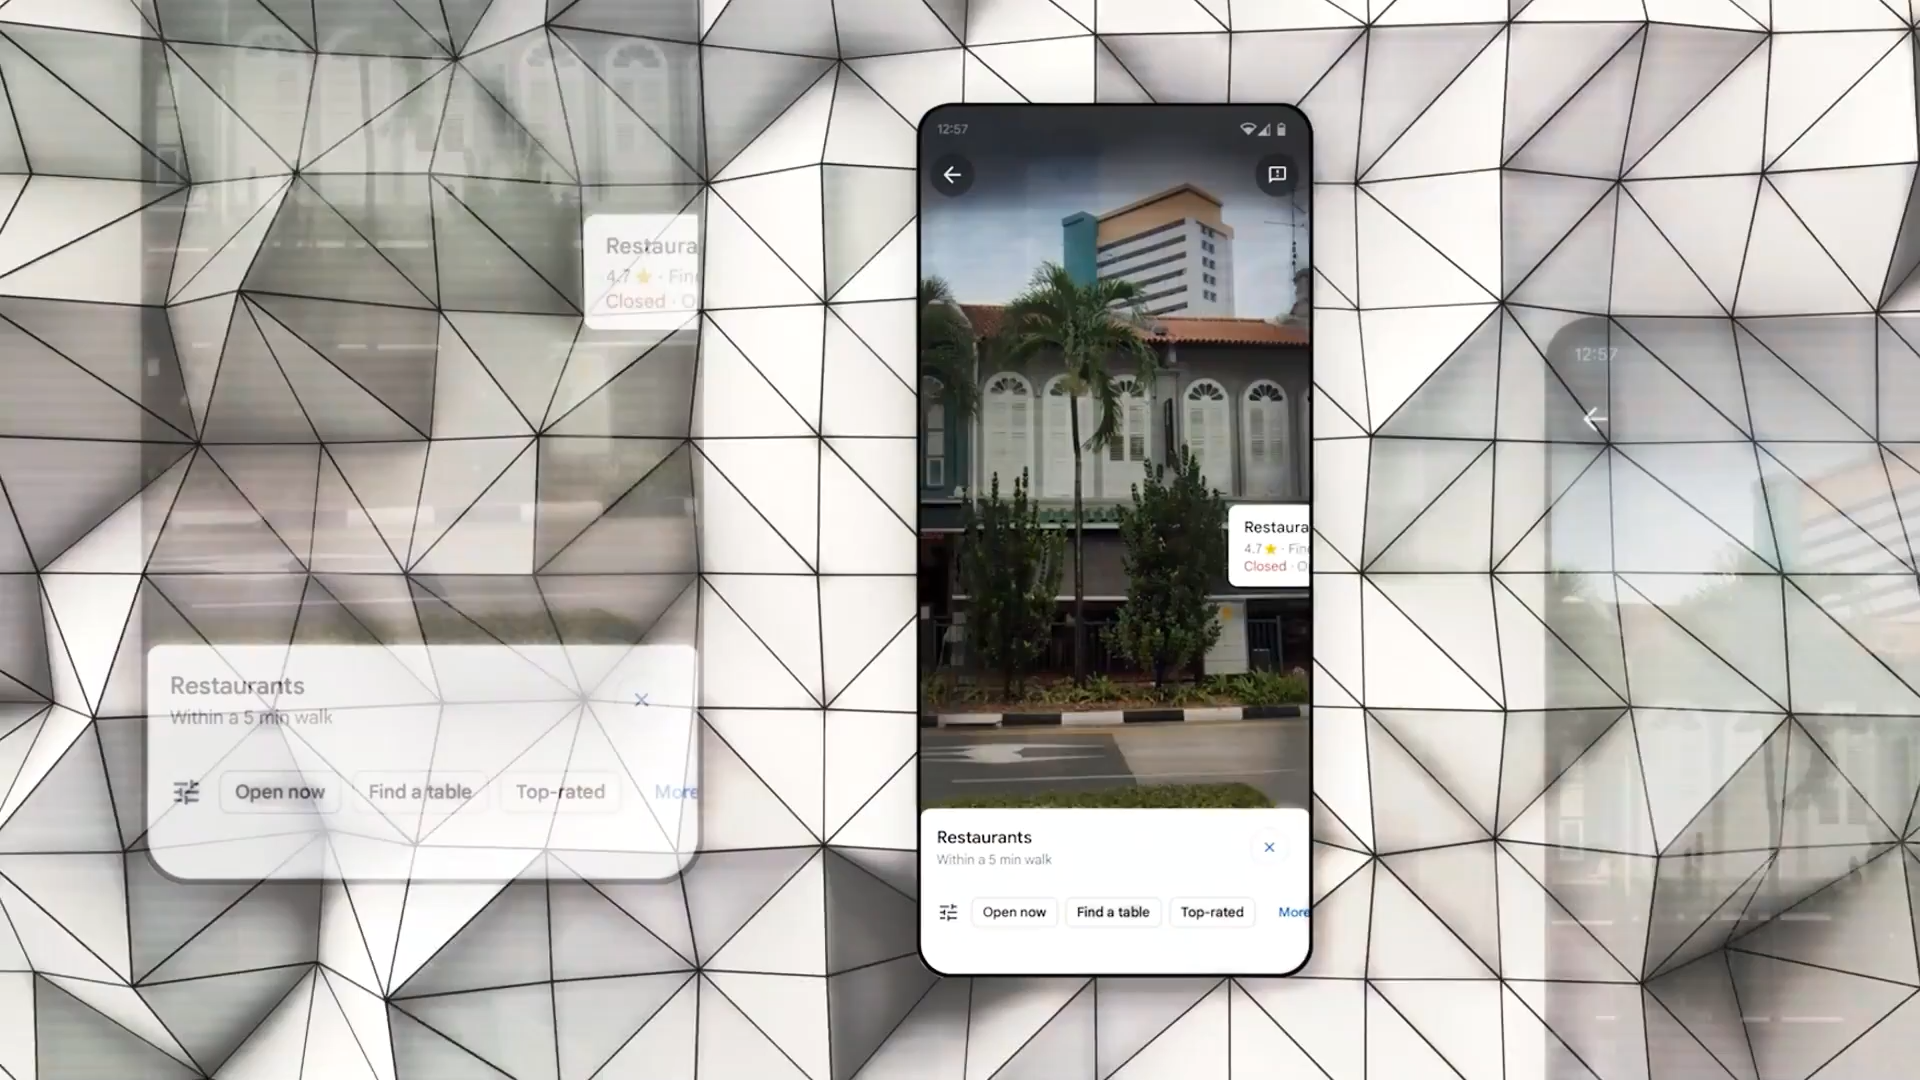 Restaura
4.7 · Fin
Closed · O
Restaurants
Within a 5 min walk
Open now Find a table Top-rated More
12:57
Restaura
4.7 · Fin
Closed · O
Restaurants
Within a 5 min walk
Open now Find a table Top-rated More
12:57